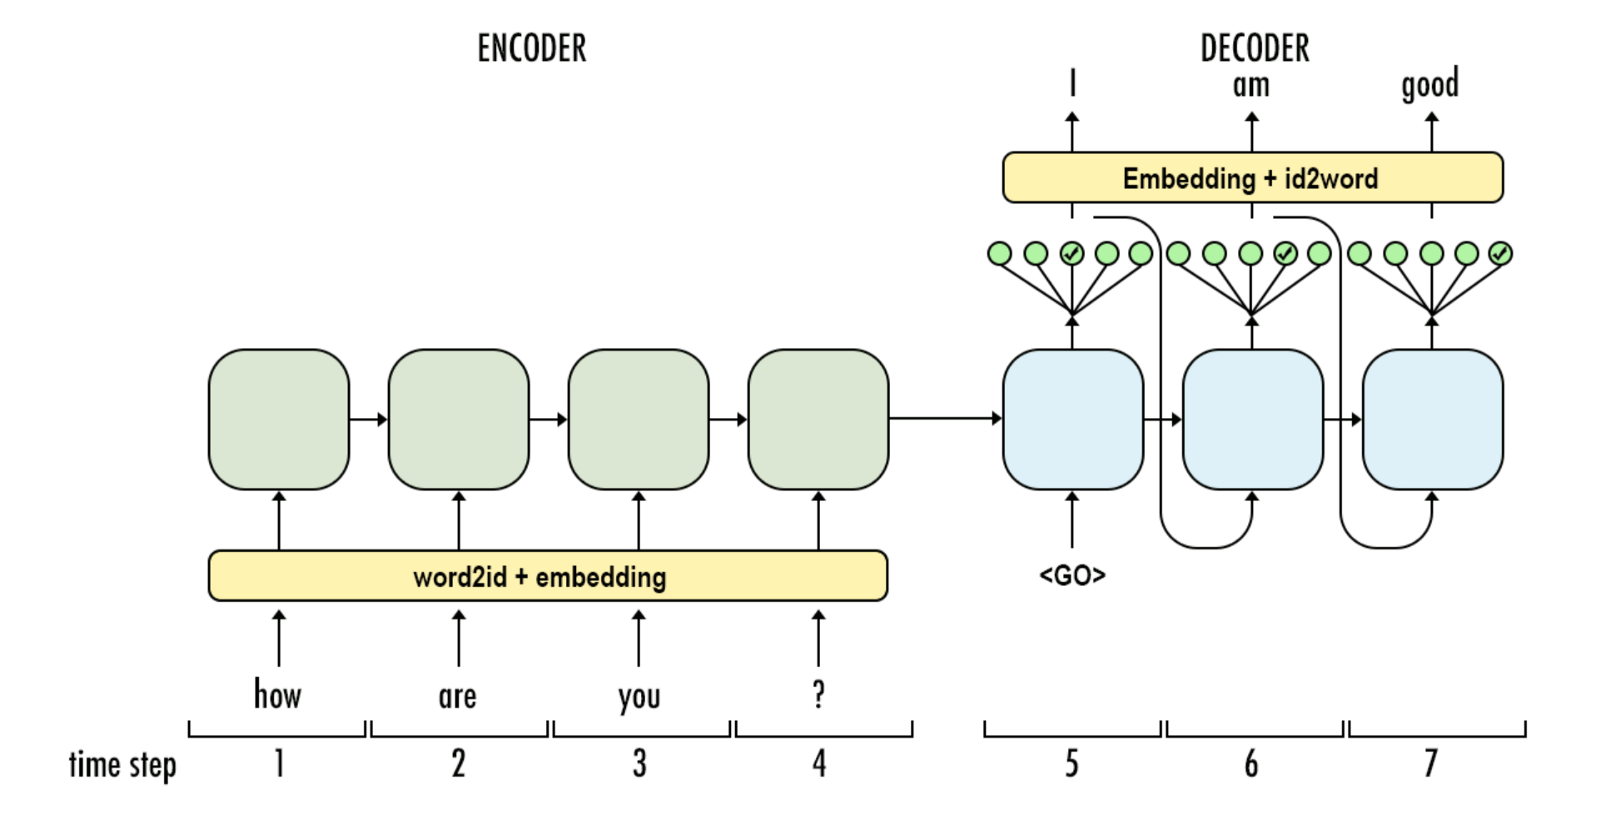 ENCODER
DECODER
I am good
Embedding + id2word
<GO>
word2id + embedding
how are you ?
time step 1 2 3 4 5 6 7